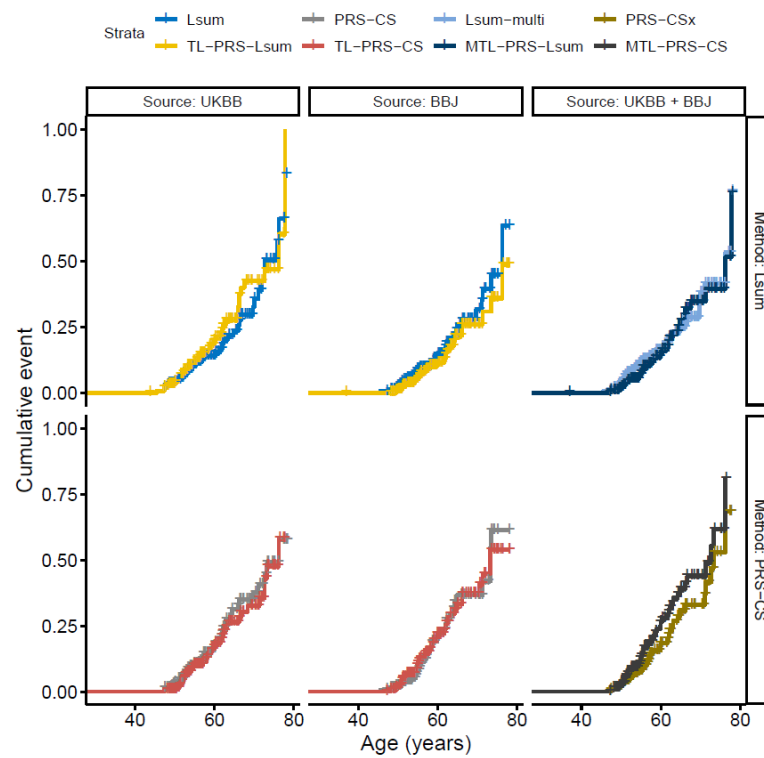 Strata
Lsum PRS−CS Lsum−multi PRS−CSx
TL−PRS−Lsum TL−PRS−CS MTL−PRS−Lsum MTL−PRS−CS
Source: UKBB Source: BBJ Source: UKBB + BBJ
Cumulative event
1.00
0.75
0.50
0.25
0.00
Method: Lsum
1.00
0.75
0.50
0.25
0.00
Method: PRS−CS
40 60 80 40 60 80 40 60 80
Age (years)